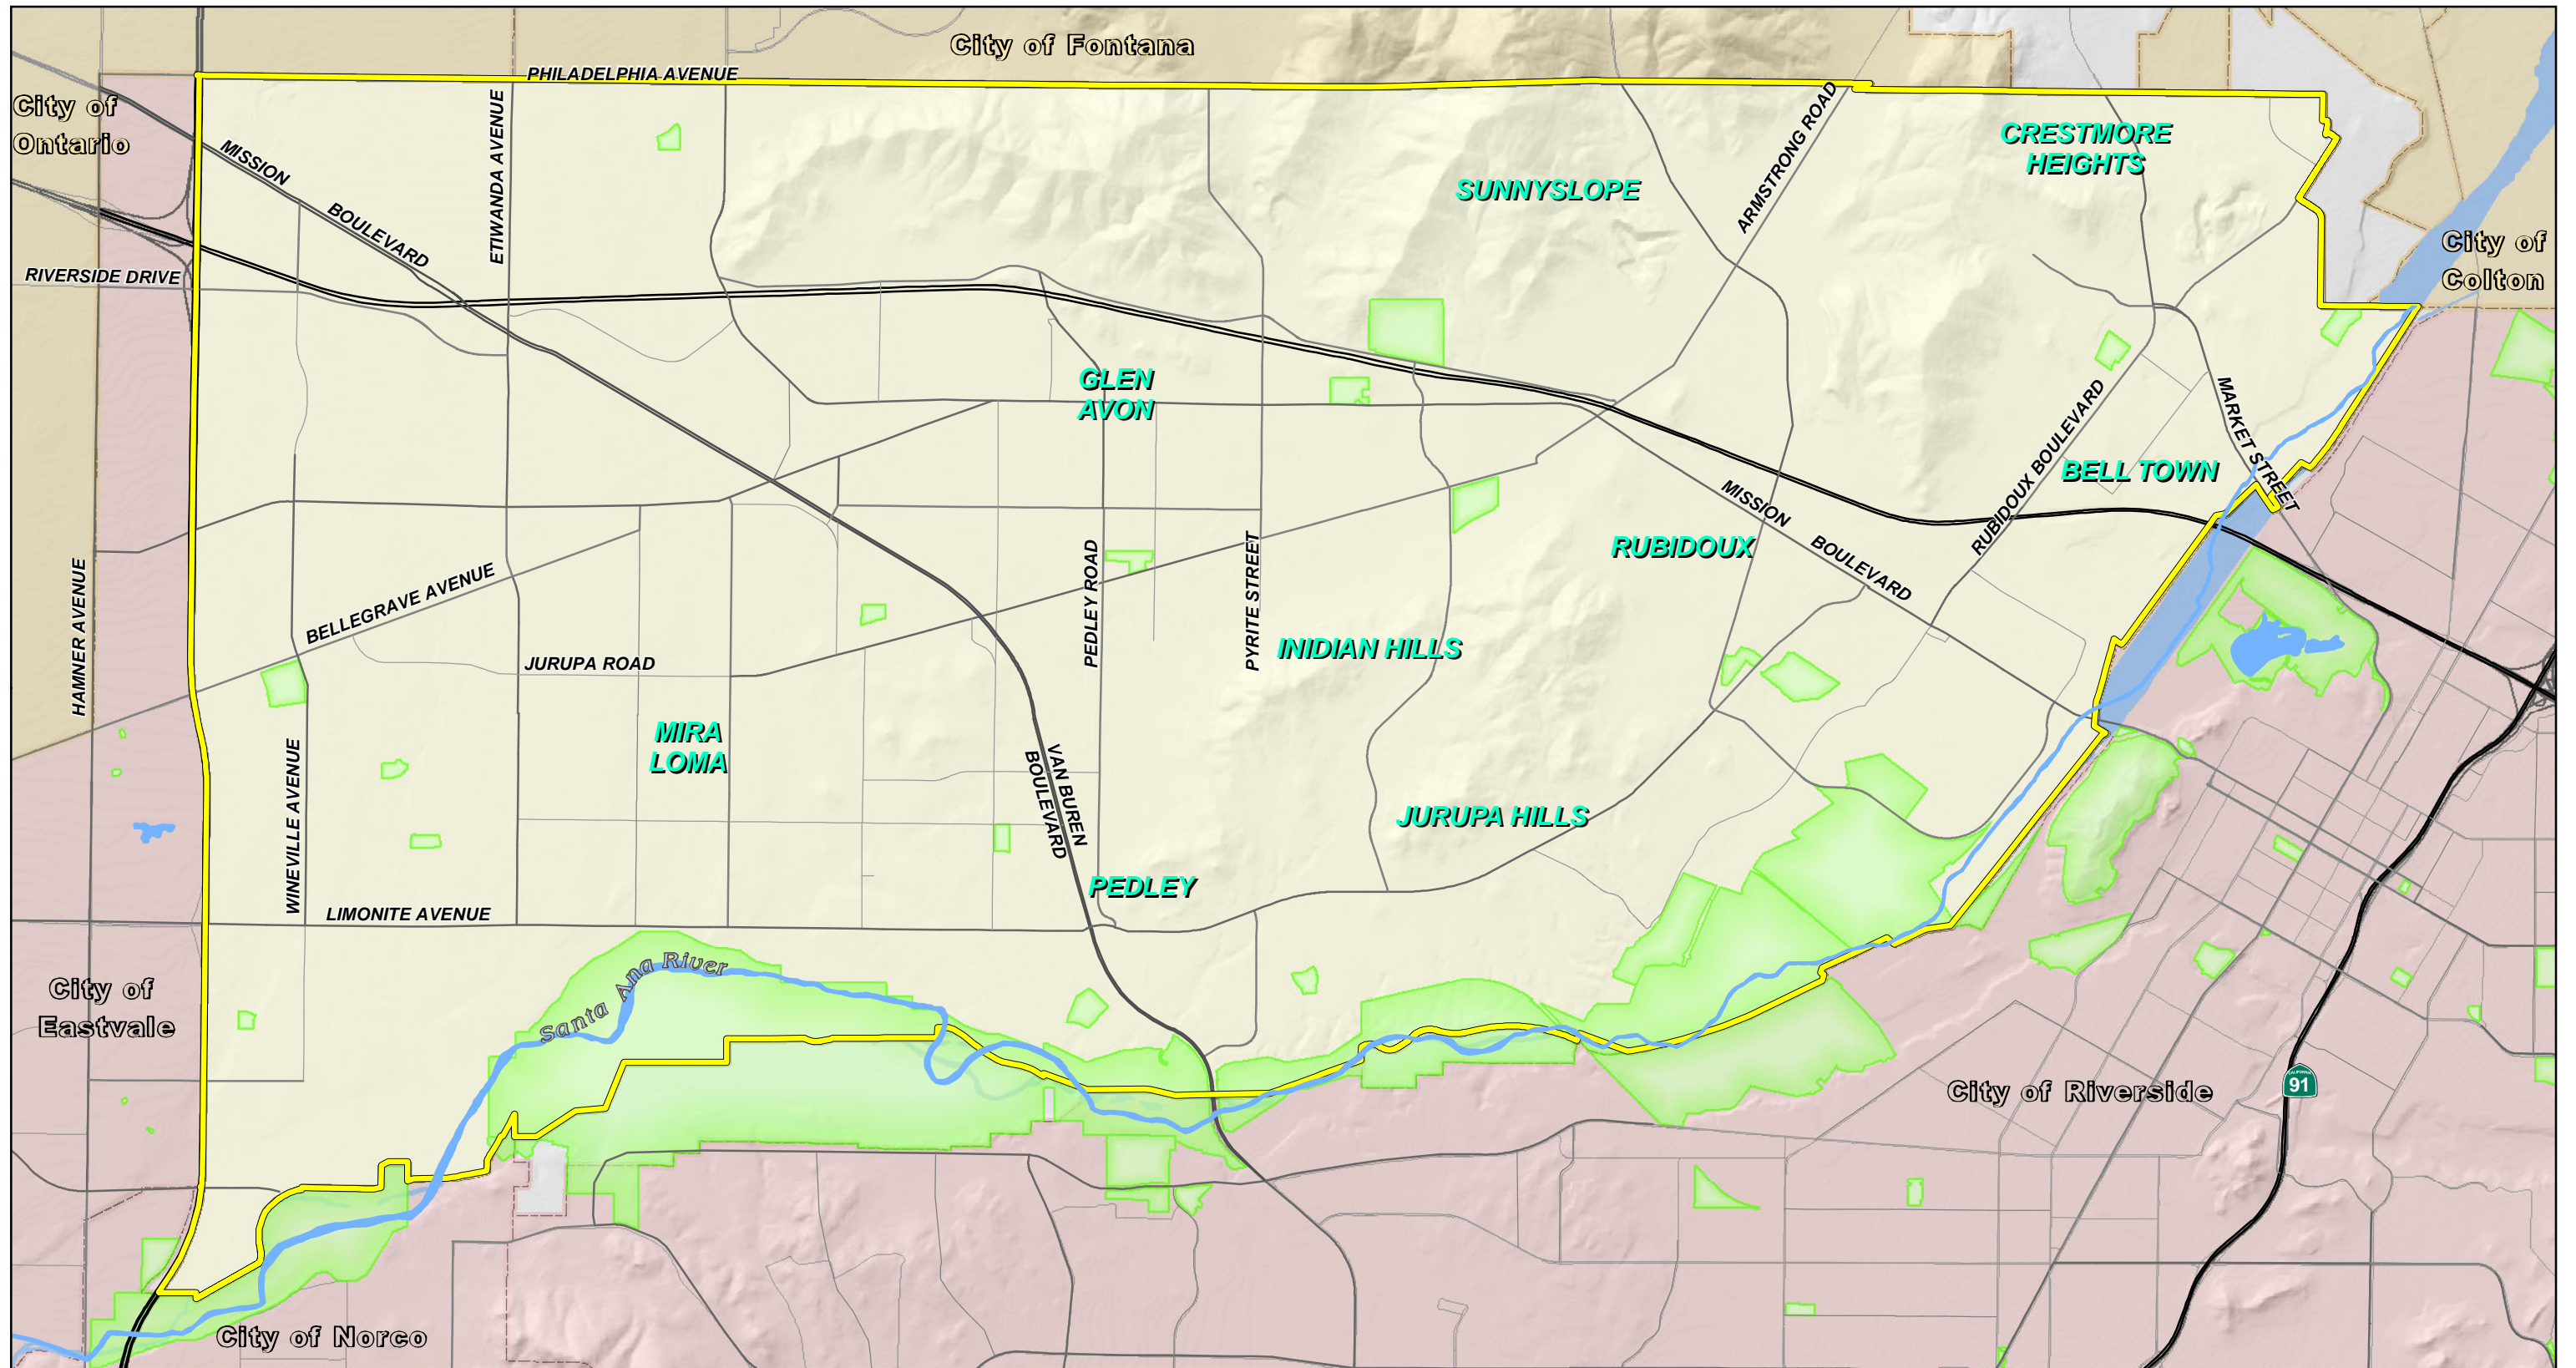 City of Fontana
PHILADELPHIA AVENUE
City of
Ontario
MISSION
BOULEVARD
ETIWANDA AVENUE
ARMSTRONG ROAD
CRESTMORE
HEIGHTS
SUNNYSLOPE
RIVERSIDE DRIVE
City of
Colton
GLEN
AVON
MARKET STREET
RUBIDOUX BOULEVARD
BELL TOWN
MISSION
BOULEVARD
RUBIDOUX
HAMNER AVENUE
BELLEGRAVE AVENUE
PEDLEY ROAD
PYRITE STREET
INIDIAN HILLS
JURUPA ROAD
MIRA
LOMA
WINEVILLE AVENUE
VAN BUREN
BOULEVARD
JURUPA HILLS
PEDLEY
LIMONITE AVENUE
Santa Ana River
City of
Eastvale
City of Riverside
CALIFORNIA
91
City of Norco